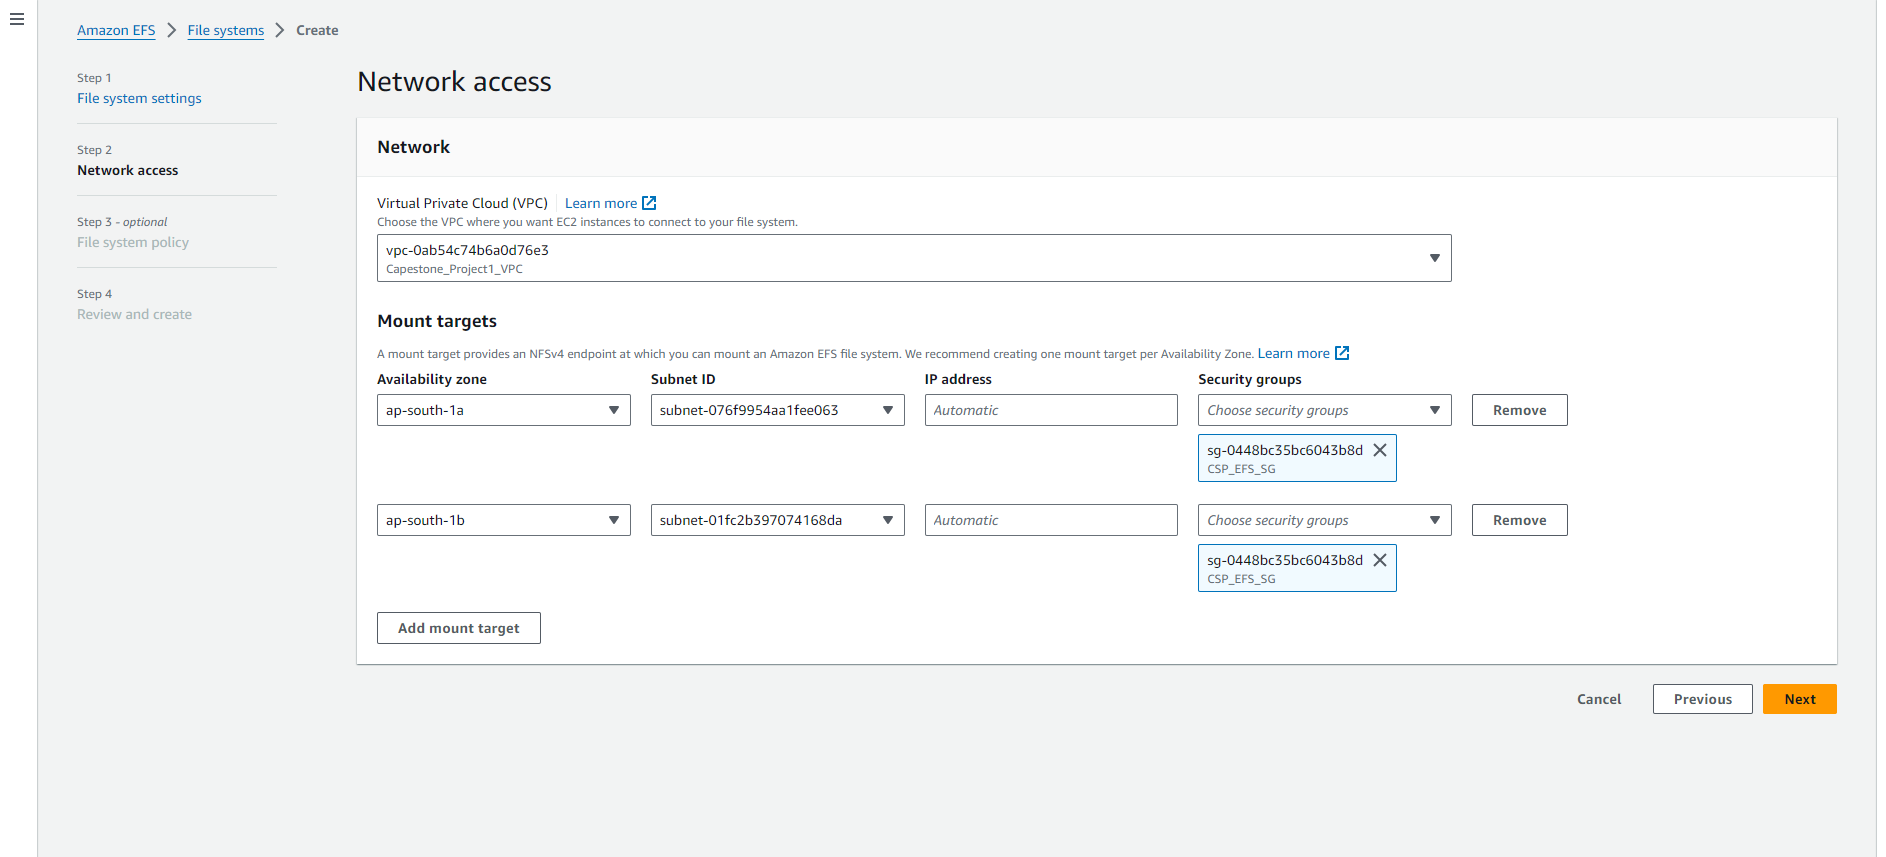 Amazon EFS > File systems > Create
Step 1
File system settings
Step 2
Network access
Step 3 - optional
File system policy
Step 4
Review and create
Network access
Network
Virtual Private Cloud (VPC) Learn more
Choose the VPC where you want EC2 instances to connect to your file system.
vpc-0ab54c74b6a0d76e3
Capestone_Project1_VPC
Mount targets
A mount target provides an NFSv4 endpoint at which you can mount an Amazon EFS file system. We recommend creating one mount target per Availability Zone. Learn more
Availability zone Subnet ID IP address Security groups
ap-south-1a subnet-076f9954aa1fee063 Automatic Choose security groups Remove
sg-0448bc35bc6043b8d
CSP_EFS_SG
ap-south-1b subnet-01fc2b397074168da Automatic Choose security groups Remove
sg-0448bc35bc6043b8d
CSP_EFS_SG
Add mount target
Cancel Previous Next